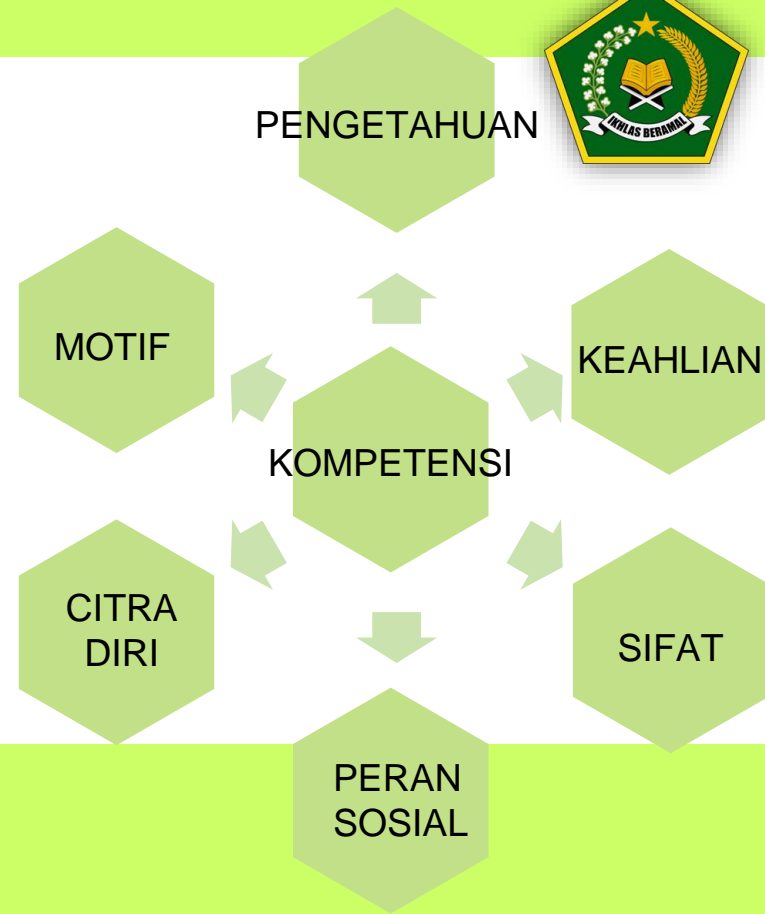 PENGETAHUAN
IKHLAS BERAMAL
MOTIF
KEAHLIAN
KOMPETENSI
CITRA
DIRI
SIFAT
PERAN
SOSIAL